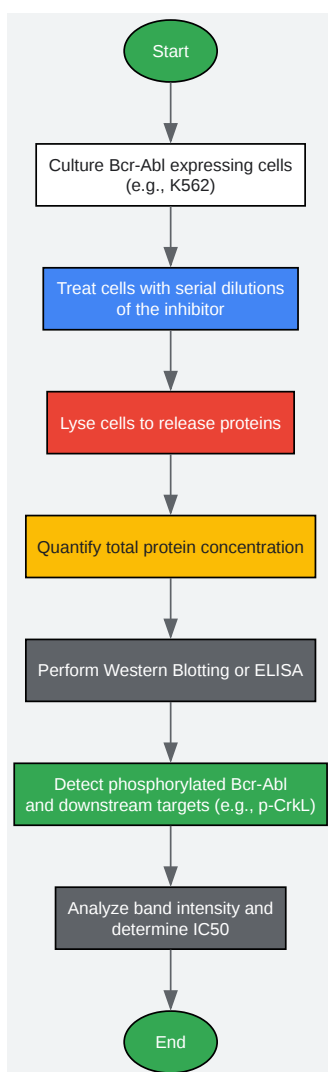 Start
Culture Bcr-Abl expressing cells
(e.g., K562)
Treat cells with serial dilutions
of the inhibitor
Lyse cells to release proteins
Quantify total protein concentration
Perform Western Blotting or ELISA
Detect phosphorylated Bcr-Abl
and downstream targets (e.g., p-CrkL)
Analyze band intensity and
determine IC50
End